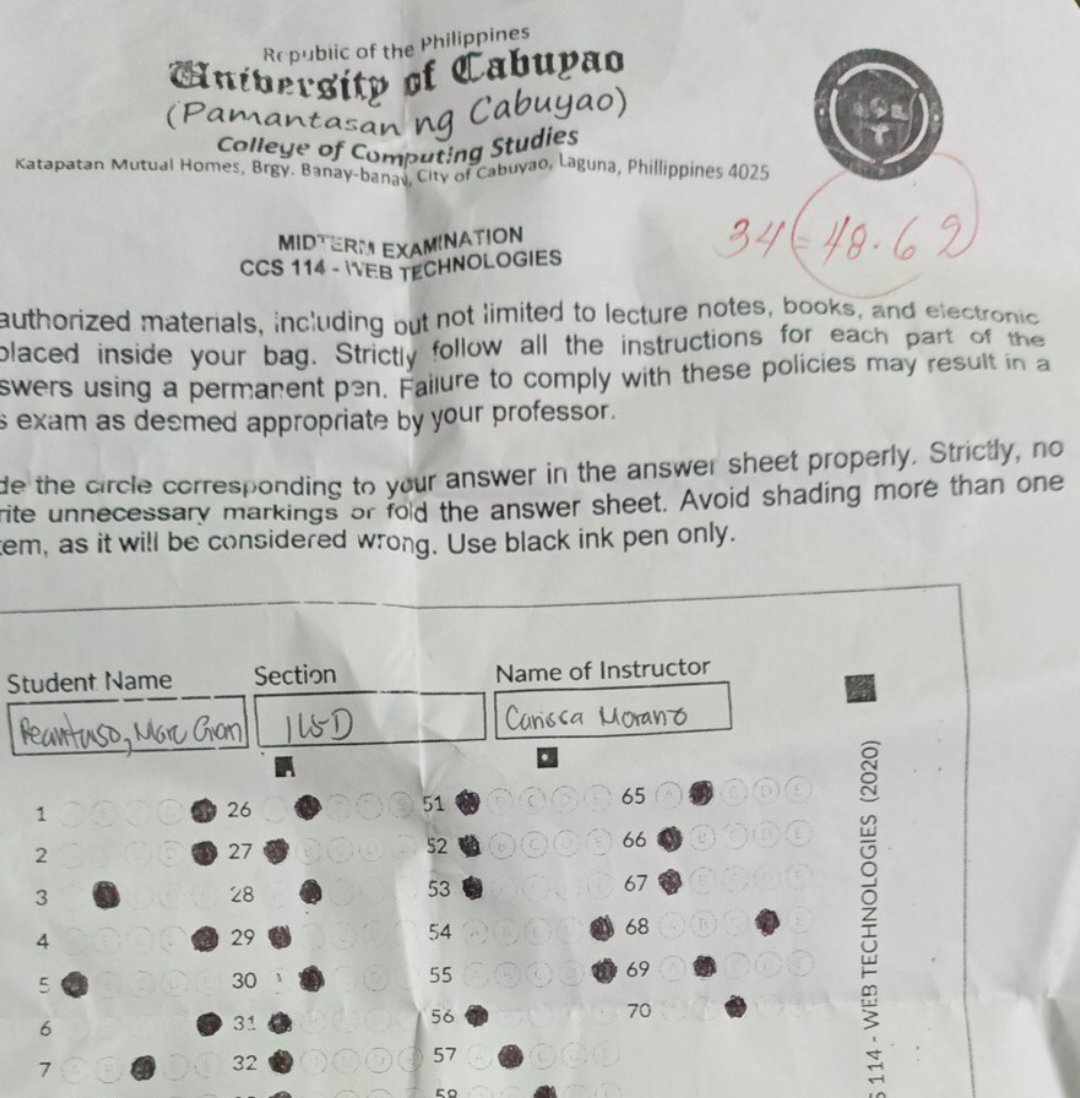 Republic of the Philippines
University of Cabuyao
(Pamantasan ng Cabuyao)
College of Computing Studies
Katapatan Mutual Homes, Brgy. Banay-banay, City of Cabuyao, Laguna, Phillippines 4025
34 = 48.62
MIDTERM EXAMINATION
CCS 114 - WEB TECHNOLOGIES
authorized materials, including but not limited to lecture notes, books, and electronic
placed inside your bag. Strictly follow all the instructions for each part of the
swers using a permanent pen. Failure to comply with these policies may result in a
s exam as deemed appropriate by your professor.
de the circle corresponding to your answer in the answer sheet properly. Strictly, no
rite unnecessary markings or fold the answer sheet. Avoid shading more than one
tem, as it will be considered wrong. Use black ink pen only.
Student Name Section Name of Instructor
Marc Gian Carissa Morano
1 26 51 65
2 27 52 66
3 28 53 67
4 29 54 68
5 30 55 69
6 31 56 70
7 32 57
58
114 - WEB TECHNOLOGIES (2020)